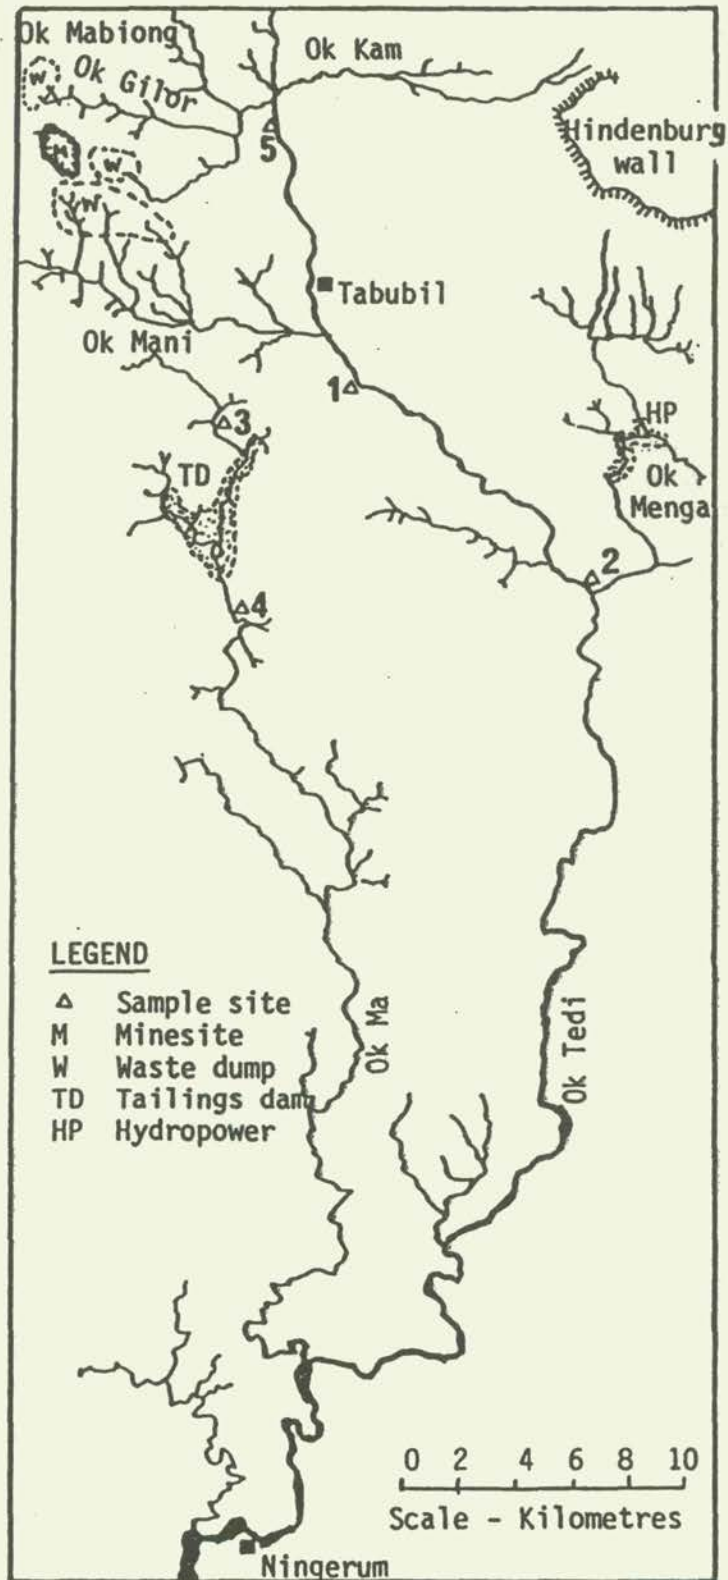 Ok Mabiong
Ok Kam
W
Ok Gilor
Hindenburg
wall
5
M
W
W
Tabubil
Ok Mani
1
HP
3
TD
Ok
Menga
2
4
LEGEND
Sample site
M Minesite
W Waste dump
TD Tailings dam
HP Hydropower
Ok Ma
Ok Tedi
0 2 4 6 8 10
Scale - Kilometres
Ningerum